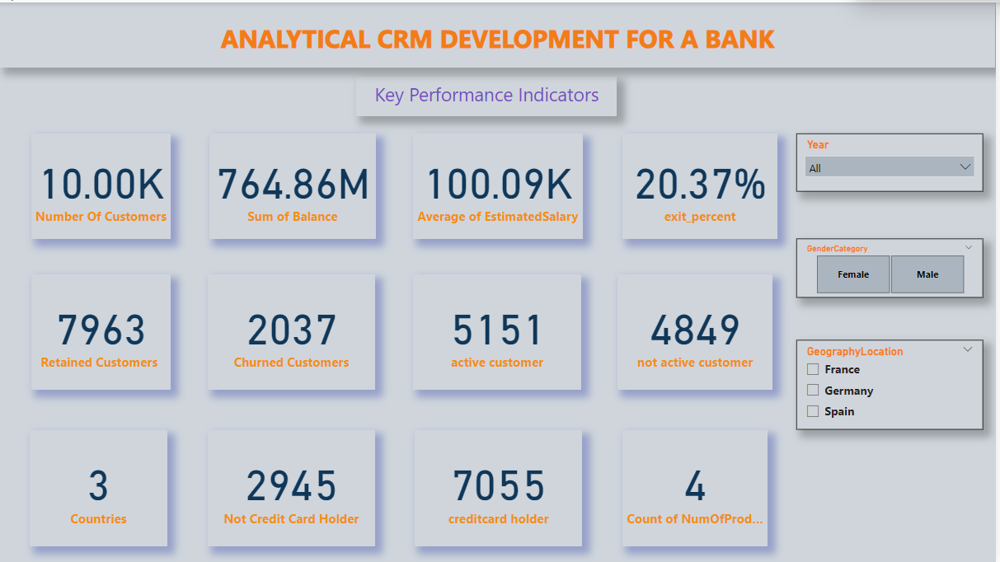 ANALYTICAL CRM DEVELOPMENT FOR A BANK
Key Performance Indicators
10.00K
Number Of Customers
764.86M
Sum of Balance
100.09K
Average of EstimatedSalary
20.37%
exit_percent
Year
All
GenderCategory
Female
Male
7963
Retained Customers
2037
Churned Customers
5151
active customer
4849
not active customer
GeographyLocation
France
Germany
Spain
3
Countries
2945
Not Credit Card Holder
7055
creditcard holder
4
Count of NumOfProd...